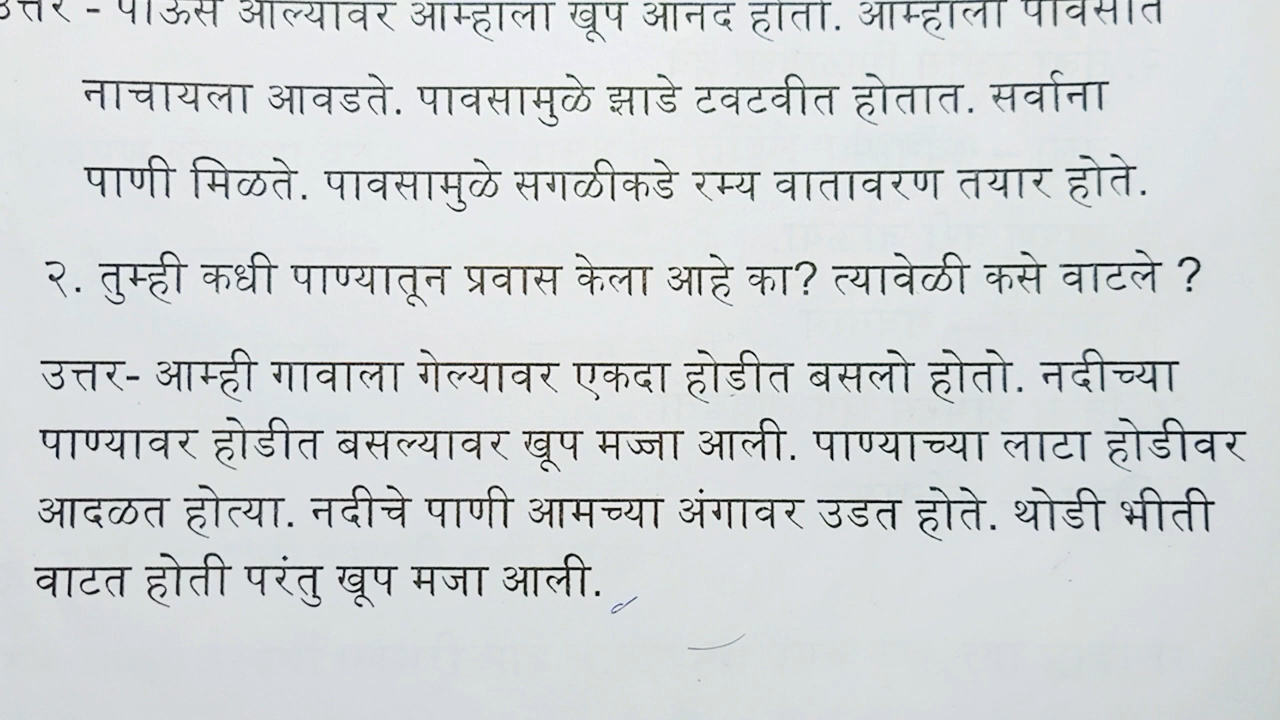 उत्तर - पाऊस आल्यावर आम्हाला खूप आनंद होतो. आम्हाला पावसात
नाचायला आवडते. पावसामुळे झाडे टवटवीत होतात. सर्वाना
पाणी मिळते. पावसामुळे सगळीकडे रम्य वातावरण तयार होते.
२. तुम्ही कधी पाण्यातून प्रवास केला आहे का? त्यावेळी कसे वाटले ?
उत्तर- आम्ही गावाला गेल्यावर एकदा होडीत बसलो होतो. नदीच्या
पाण्यावर होडीत बसल्यावर खूप मज्जा आली. पाण्याच्या लाटा होडीवर
आदळत होत्या. नदीचे पाणी आमच्या अंगावर उडत होते. थोडी भीती
वाटत होती परंतु खूप मजा आली.